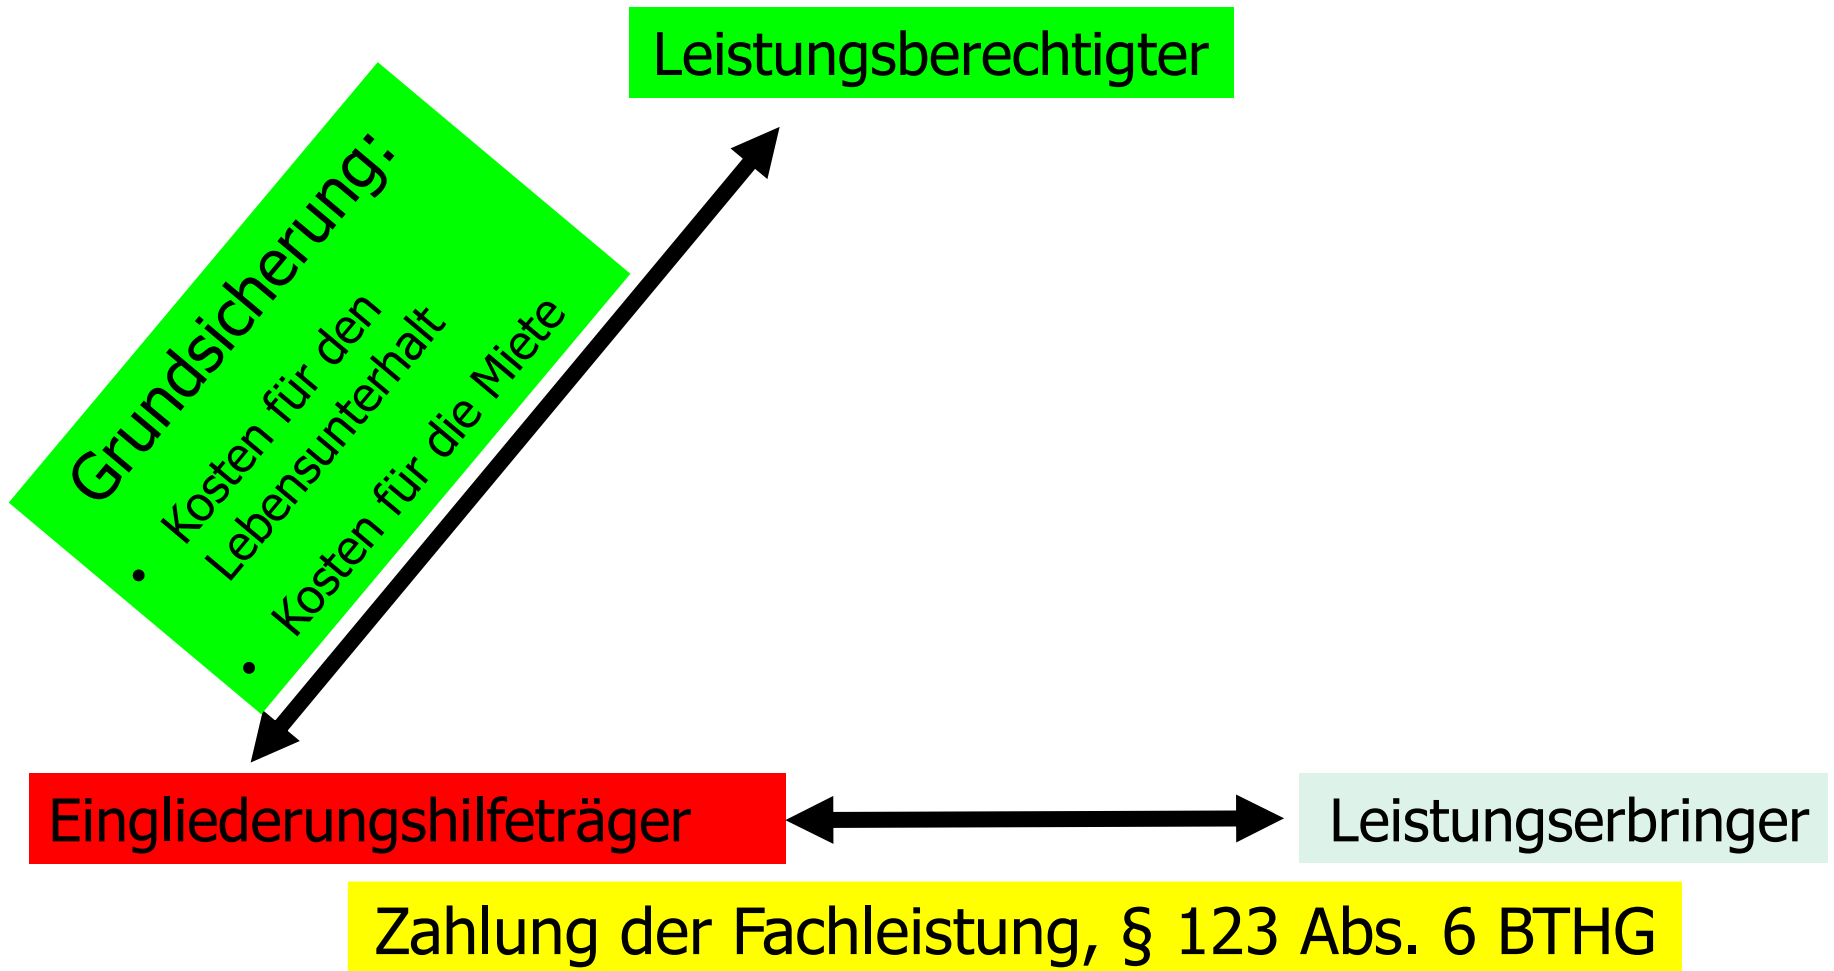 Leistungsberechtigter
Grundsicherung:
• Kosten für den
Lebensunterhalt
• Kosten für die Miete
Eingliederungshilfeträger
Leistungserbringer
Zahlung der Fachleistung, § 123 Abs. 6 BTHG